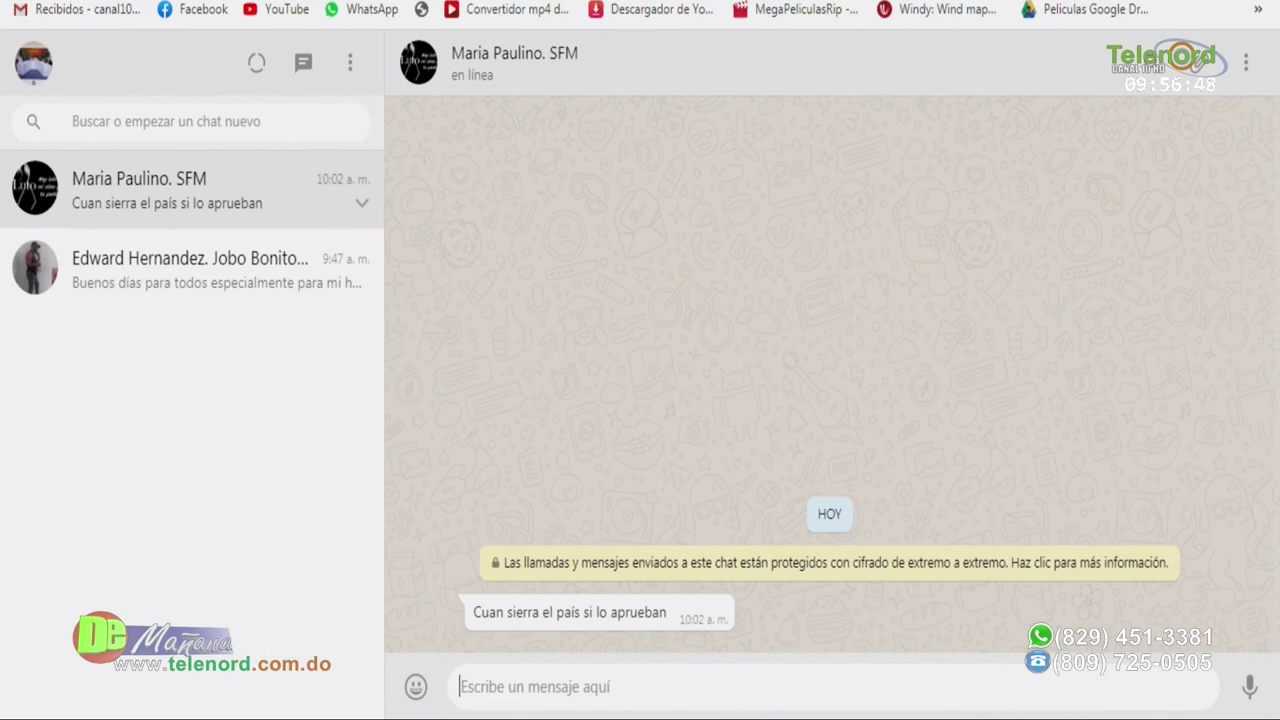 Recibidos - canal10...
Facebook
YouTube
WhatsApp
Convertidor mp4 d...
Descargador de Yo...
MegaPeliculasRip -...
Windy: Wind map...
Peliculas Google Dr...
»
Maria Paulino. SFM
en línea
Telenord
CANAL 10 HD
09:56:48
Buscar o empezar un chat nuevo
Maria Paulino. SFM
10:02 a. m.
Cuan sierra el país si lo aprueban
Edward Hernandez. Jobo Bonito...
9:47 a. m.
Buenos días para todos especialmente para mi h...
HOY
Las llamadas y mensajes enviados a este chat están protegidos con cifrado de extremo a extremo. Haz clic para más información.
Cuan sierra el país si lo aprueban
10:02 a. m.
De Mañana
www.telenord.com.do
(829) 451-3381
(809) 725-0505
Escribe un mensaje aquí